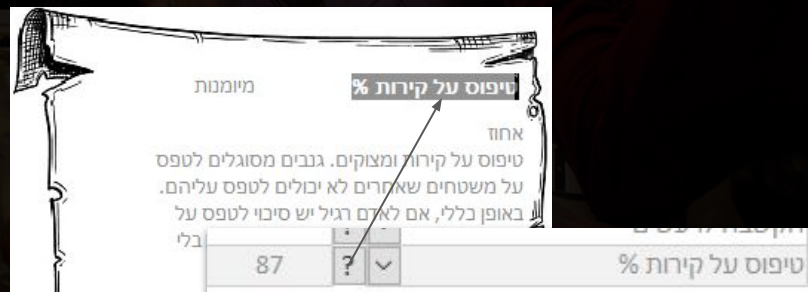 טיפוס על קירות %
מיומנות
אחוז
טיפוס על קירות ומצוקים. גנבים מסוגלים לטפס
על משטחים שאחרים לא יכולים לטפס עליהם.
באופן כללי, אם לאדם רגיל יש סיכוי לטפס על
בלי
טיפוס על קירות %
? 87